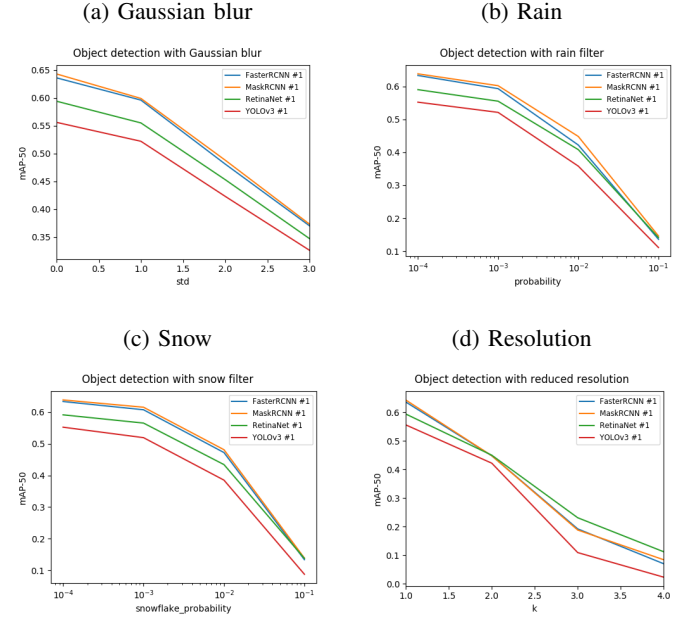 (a) Gaussian blur
Object detection with Gaussian blur
FasterRCNN #1
MaskRCNN #1
RetinaNet #1
YOLOv3 #1
mAP-50
0.65
0.60
0.55
0.50
0.45
0.40
0.35
0.0 0.5 1.0 1.5 2.0 2.5 3.0
std
(b) Rain
Object detection with rain filter
FasterRCNN #1
MaskRCNN #1
RetinaNet #1
YOLOv3 #1
mAP-50
0.6
0.5
0.4
0.3
0.2
0.1
10⁻⁴ 10⁻³ 10⁻² 10⁻¹
probability
(c) Snow
Object detection with snow filter
FasterRCNN #1
MaskRCNN #1
RetinaNet #1
YOLOv3 #1
mAP-50
0.6
0.5
0.4
0.3
0.2
0.1
10⁻⁴ 10⁻³ 10⁻² 10⁻¹
snowflake_probability
(d) Resolution
Object detection with reduced resolution
FasterRCNN #1
MaskRCNN #1
RetinaNet #1
YOLOv3 #1
mAP-50
0.6
0.5
0.4
0.3
0.2
0.1
0.0
1.0 1.5 2.0 2.5 3.0 3.5 4.0
k